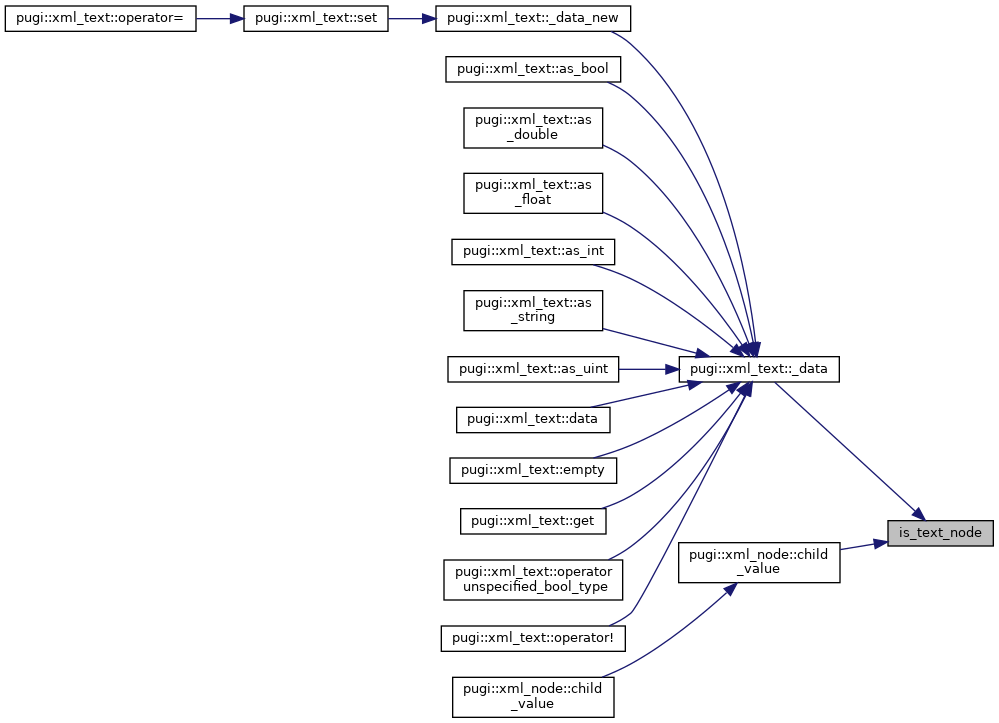 pugi::xml_text::operator=
pugi::xml_text::set
pugi::xml_text::_data_new
pugi::xml_text::as_bool
pugi::xml_text::as
_double
pugi::xml_text::as
_float
pugi::xml_text::as_int
pugi::xml_text::as
_string
pugi::xml_text::as_uint
pugi::xml_text::_data
pugi::xml_text::data
pugi::xml_text::empty
pugi::xml_text::get
is_text_node
pugi::xml_node::child
_value
pugi::xml_text::operator
unspecified_bool_type
pugi::xml_text::operator!
pugi::xml_node::child
_value